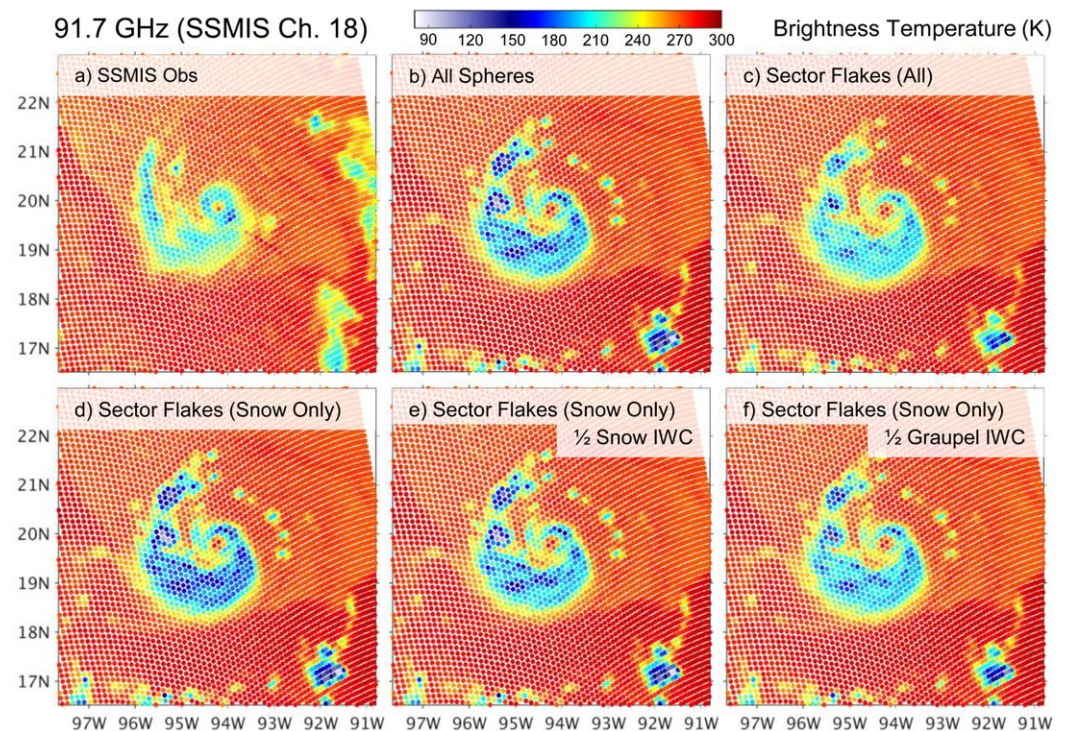 91.7 GHz (SSMIS Ch. 18)
90 120 150 180 210 240 270 300
Brightness Temperature (K)
a) SSMIS Obs
b) All Spheres
c) Sector Flakes (All)
22N
21N
20N
19N
18N
17N
d) Sector Flakes (Snow Only)
e) Sector Flakes (Snow Only)
½ Snow IWC
f) Sector Flakes (Snow Only)
½ Graupel IWC
22N
21N
20N
19N
18N
17N
97W 96W 95W 94W 93W 92W 91W
97W 96W 95W 94W 93W 92W 91W
97W 96W 95W 94W 93W 92W 91W